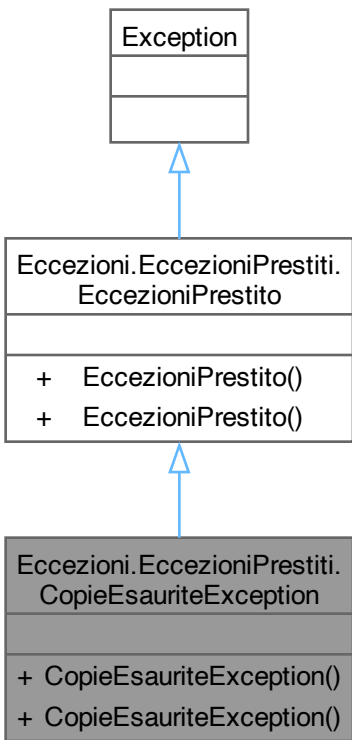 Exception
Eccezioni.EccezioniPrestiti.
EccezioniPrestito
+ EccezioniPrestito()
+ EccezioniPrestito()
Eccezioni.EccezioniPrestiti.
CopieEsauriteException
+ CopieEsauriteException()
+ CopieEsauriteException()